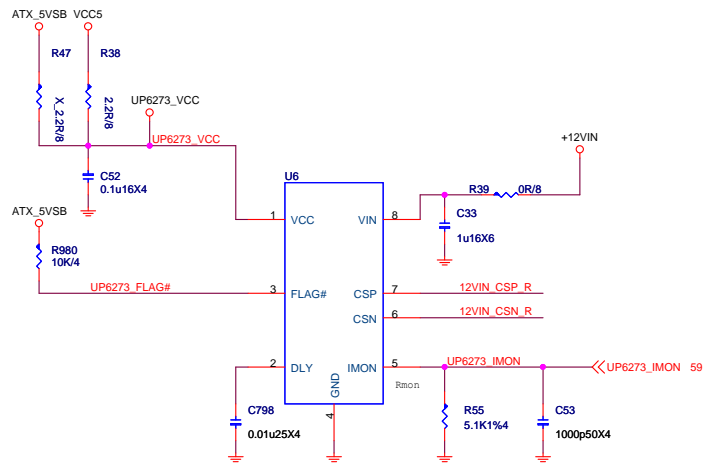 ATX_5VSB VCC5
R47 R38
X_2.2R/8 2.2R/8
UP6273_VCC
UP6273_VCC
+12VIN
C52
0.1u16X4
U6
R39 0R/8
1 VCC VIN 8
C33
1u16X6
ATX_5VSB
R980
10K/4
UP6273_FLAG# 3 FLAG# CSP 7 12VIN_CSP_R
CSN 6 12VIN_CSN_R
2 DLY IMON 5 UP6273_IMON UP6273_IMON 59
GND
4
Rmon
C798
0.01u25X4
R55
5.1K1%4
C53
1000p50X4